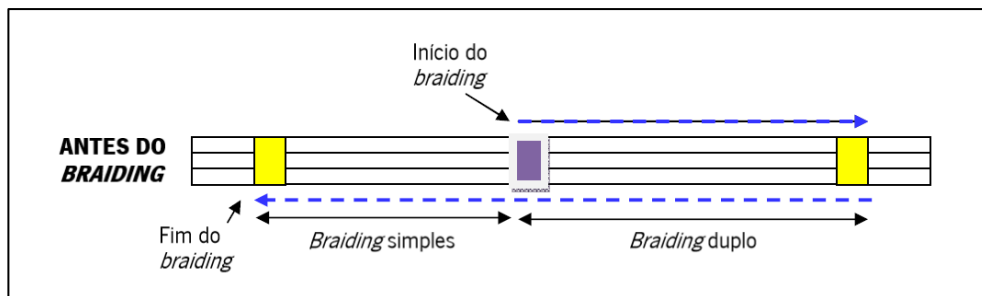 Início do
braiding
ANTES DO
BRAIDING
Fim do
braiding
Braiding simples
Braiding duplo